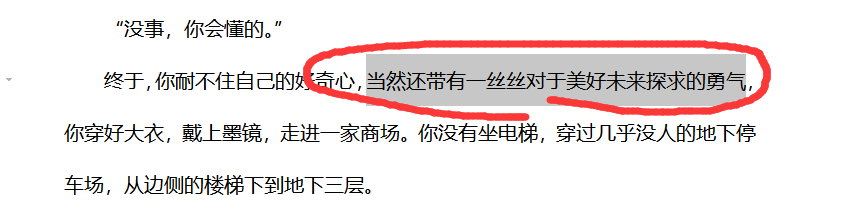 “没事，你会懂的。”
终于，你耐不住自己的好奇心，当然还带有一丝丝对于美好未来探求的勇气，
你穿好大衣，戴上墨镜，走进一家商场。你没有坐电梯，穿过几乎没人的地下停
车场，从边侧的楼梯下到地下三层。